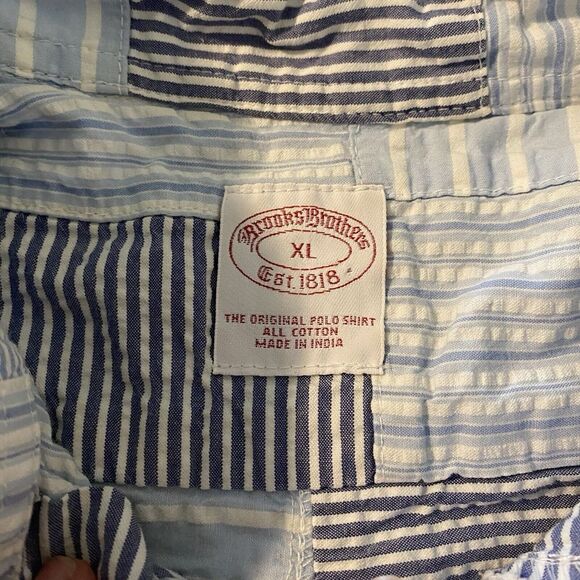 Brooks Brothers
XL
Est. 1818
THE ORIGINAL POLO SHIRT
ALL COTTON
MADE IN INDIA